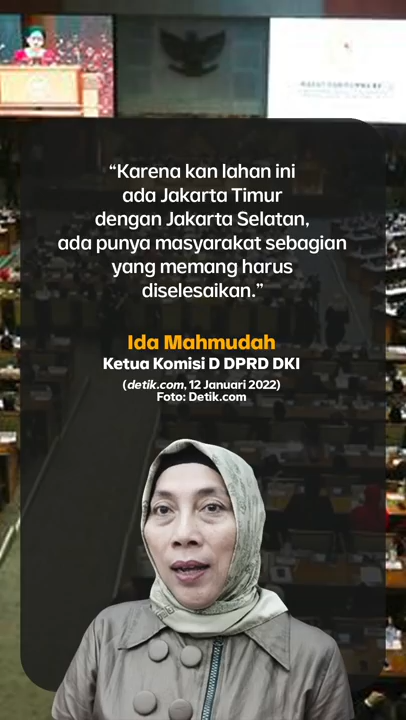 “Karena kan lahan ini
ada Jakarta Timur
dengan Jakarta Selatan,
ada punya masyarakat sebagian
yang memang harus
diselesaikan.”
Ida Mahmudah
Ketua Komisi D DPRD DKI
(detik.com, 12 Januari 2022)
Foto: Detik.com